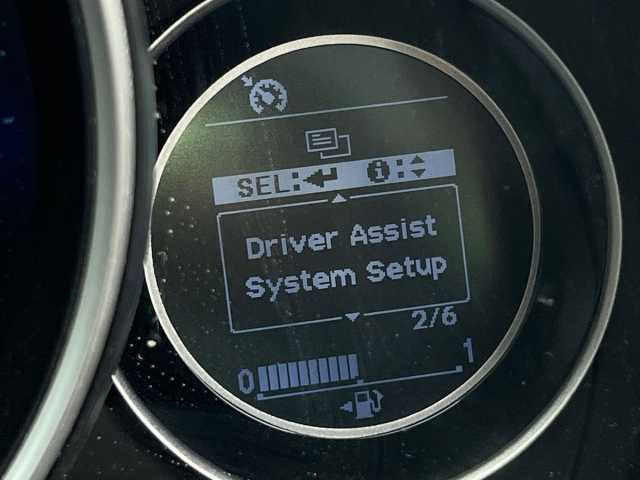 SEL: :
Driver Assist
System Setup
2/6
0 1